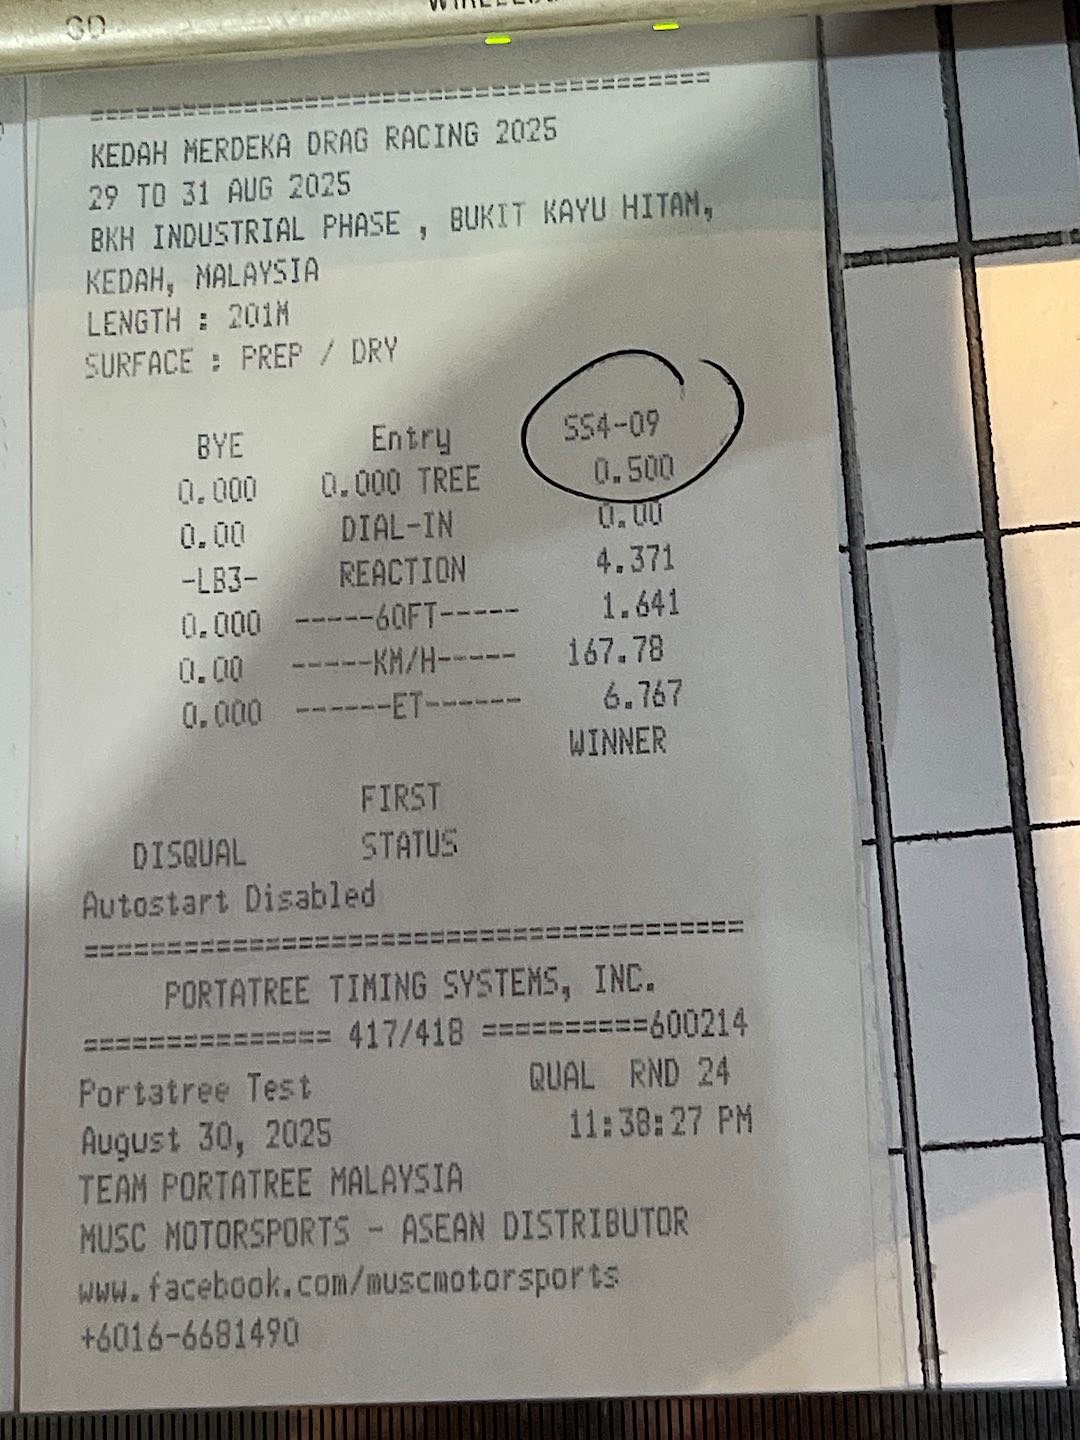 GD
========================================
KEDAH MERDEKA DRAG RACING 2025
29 TO 31 AUG 2025
BKH INDUSTRIAL PHASE , BUKIT KAYU HITAM,
KEDAH, MALAYSIA
LENGTH : 201M
SURFACE : PREP / DRY
BYE Entry SS4-09
0.000 0.000 TREE 0.500
0.00 DIAL-IN 0.00
-LB3- REACTION 4.371
0.000 -----60FT----- 1.641
0.00 -----KM/H----- 167.78
0.000 ------ET------ 6.767
WINNER
FIRST
DISQUAL STATUS
Autostart Disabled
========================================
PORTATREE TIMING SYSTEMS, INC.
=============== 417/418 ==========600214
Portatree Test QUAL RND 24
August 30, 2025 11:38:27 PM
TEAM PORTATREE MALAYSIA
MUSC MOTORSPORTS - ASEAN DISTRIBUTOR
www.facebook.com/muscmotorsports
+6016-6681490